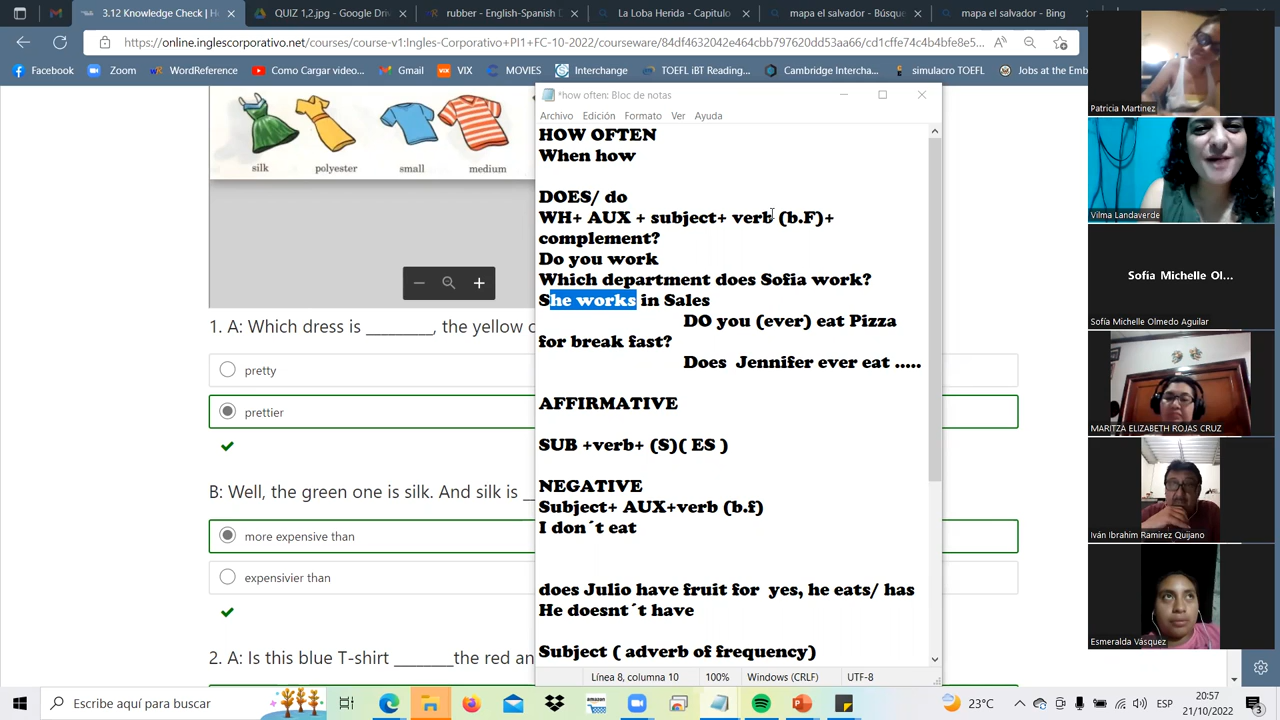 3.12 Knowledge
Drive - Google Drive
QUIZ 1,2.jpg - Google Drive
rubber - English-Spanish D
La Loba Herida - Capítulo
mapa el salvador - Búsque
mapa el salvador - Bing
https://online.inglescorporativo.net/courses/course-v1:Ingles-Corporativo+FI1+FC-10-2022/courseware/84df4632042e464cbb797620dd53aa66/cd1cffe74c4b4bfe8e5...
Facebook
Zoom
WordReference
Como Cargar video...
Gmail
MOVIES
Interchange
TOEFL iBT Reading...
(Cambridge Interchan...
simulacro TOEFL
Jobs at the Emb
silk
polyester
small
medium
1. A: Which dress is ________, the yellow o
pretty
prettier
B: Well, the green one is silk. And silk is
more expensive than
expensivier than
2. A: Is this blue T-shirt _______the red an
*how often: Bloc de notas
Archivo
Edición
Formato
Ver
Ayuda
HOW OFTEN
When how
DOES/ do
WH+ AUX + subject+ verb (b.F)+
complement?
Do you work
Which department does Sofia work?
She works in Sales
DO you (ever) eat Pizza
for break fast?
Does Jennifer ever eat .....
AFFIRMATIVE
SUB +verb+ (S)( ES )
NEGATIVE
Subject+ AUX+verb (b.f)
I don´t eat
does Julio have fruit for yes, he eats/ has
He doesnt´t have
Subject ( adverb of frequency)
Línea 8, columna 10
100%
Windows (CRLF)
UTF-8
Patricia Martinez
Vilma Landaverde
Sofía Michelle Ol...
Sofía Michelle Olmedo Aguilar
MARITZA ELIZABETH ROJAS CRUZ
Iván Ibrahim Ramirez Quijano
Esmeralda Vásquez
Escribe aquí para buscar
amazon
23°C
ESP
20:57
21/10/2022
3